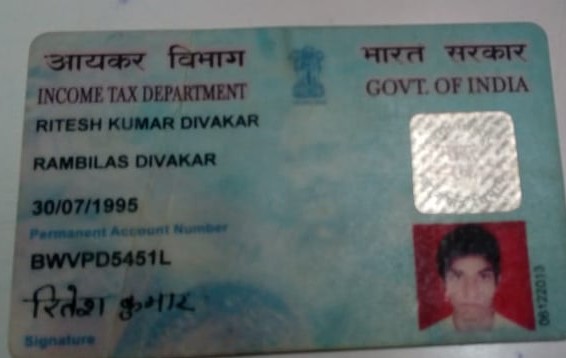 आयकर विभाग
भारत सरकार
INCOME TAX DEPARTMENT
GOVT. OF INDIA
RITESH KUMAR DIVAKAR
RAMBILAS DIVAKAR
30/07/1995
Permanent Account Number
BWVPD5451L
रितेश कुमार
Signature
06122013